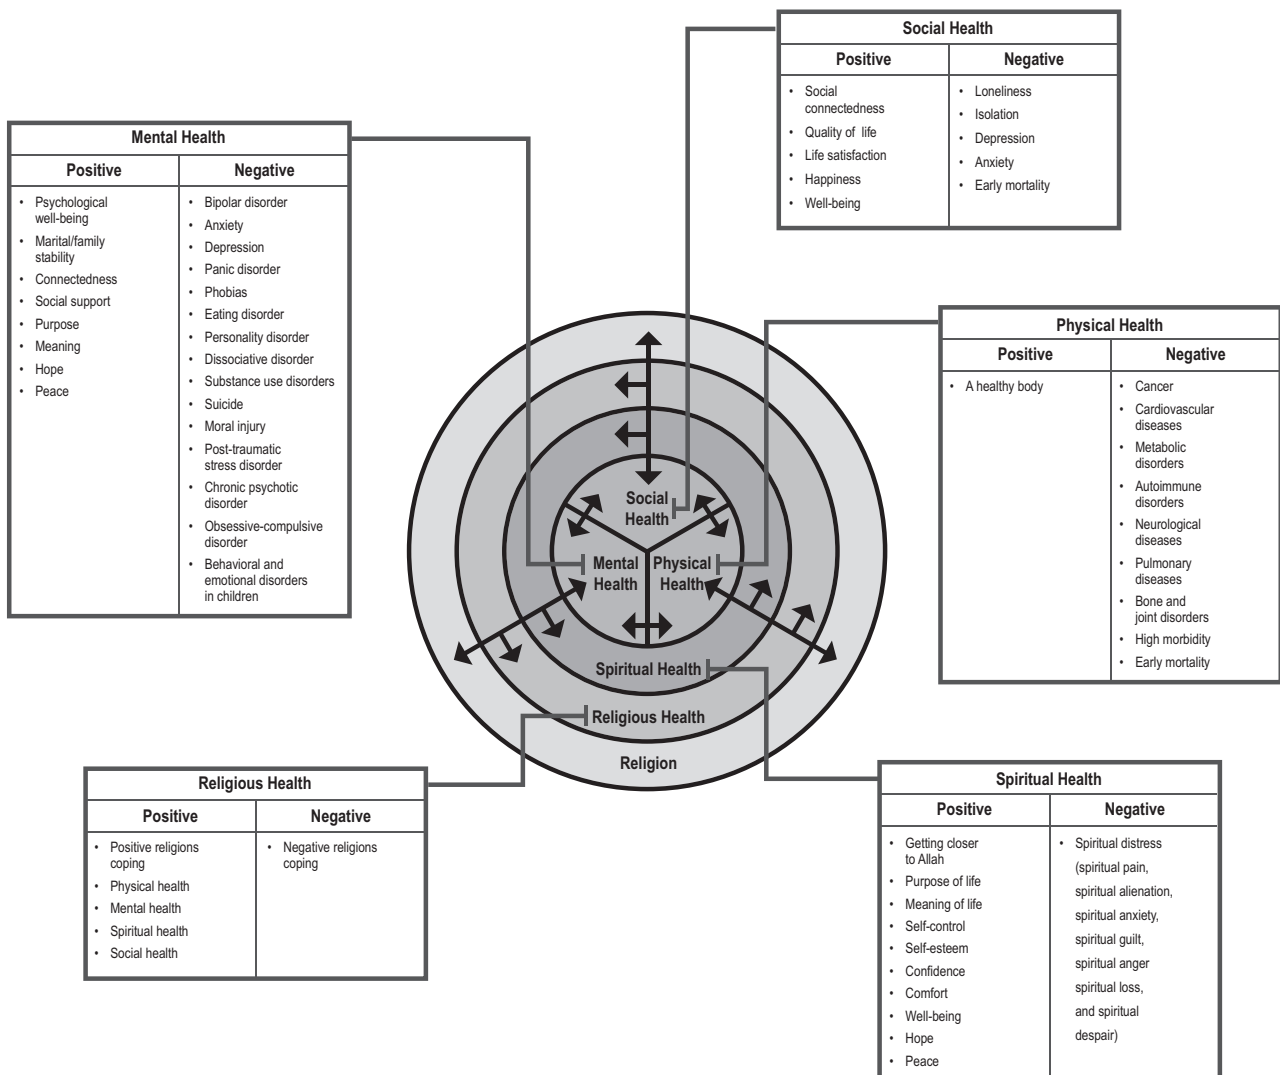 Social Health
Positive
Negative
• Social
connectedness
• Quality of life
• Life satisfaction
• Happiness
• Well-being
• Loneliness
• Isolation
• Depression
• Anxiety
• Early mortality
Mental Health
Positive
Negative
• Psychological
well-being
• Marital/family
stability
• Connectedness
• Social support
• Purpose
• Meaning
• Hope
• Peace
• Bipolar disorder
• Anxiety
• Depression
• Panic disorder
• Phobias
• Eating disorder
• Personality disorder
• Dissociative disorder
• Substance use disorders
• Suicide
• Moral injury
• Post-traumatic
stress disorder
• Chronic psychotic
disorder
• Obsessive-compulsive
disorder
• Behavioral and
emotional disorders
in children
Physical Health
Positive
Negative
• A healthy body
• Cancer
• Cardiovascular
diseases
• Metabolic
disorders
• Autoimmune
disorders
• Neurological
diseases
• Pulmonary
diseases
• Bone and
joint disorders
• High morbidity
• Early mortality
Social
Health
Mental
Health
Physical
Health
Spiritual Health
Religious Health
Religion
Religious Health
Positive
Negative
• Positive religions
coping
• Physical health
• Mental health
• Spiritual health
• Social health
• Negative religions
coping
Spiritual Health
Positive
Negative
• Getting closer
to Allah
• Purpose of life
• Meaning of life
• Self-control
• Self-esteem
• Confidence
• Comfort
• Well-being
• Hope
• Peace
• Spiritual distress
(spiritual pain,
spiritual alienation,
spiritual anxiety,
spiritual guilt,
spiritual anger
spiritual loss,
and spiritual
despair)